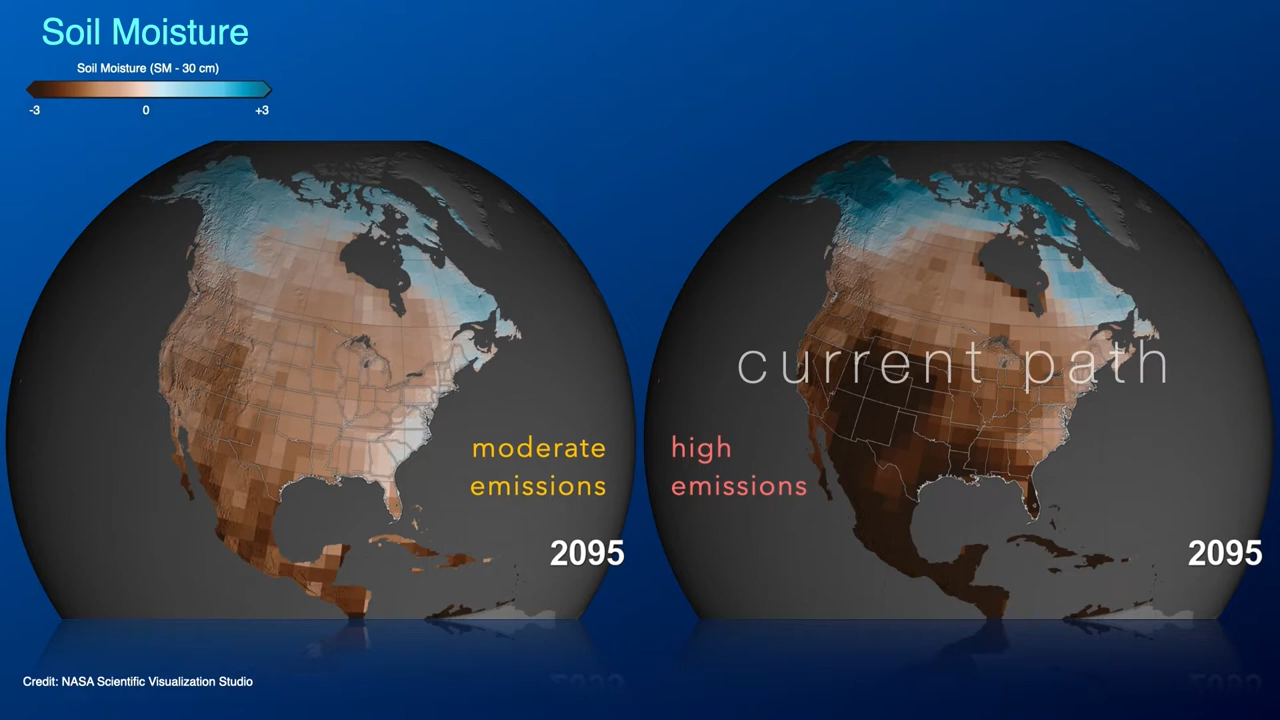 Soil Moisture
Soil Moisture (SM - 30 cm)
-3 0 +3
current path
moderate
emissions
high
emissions
2095
2095
Credit: NASA Scientific Visualization Studio